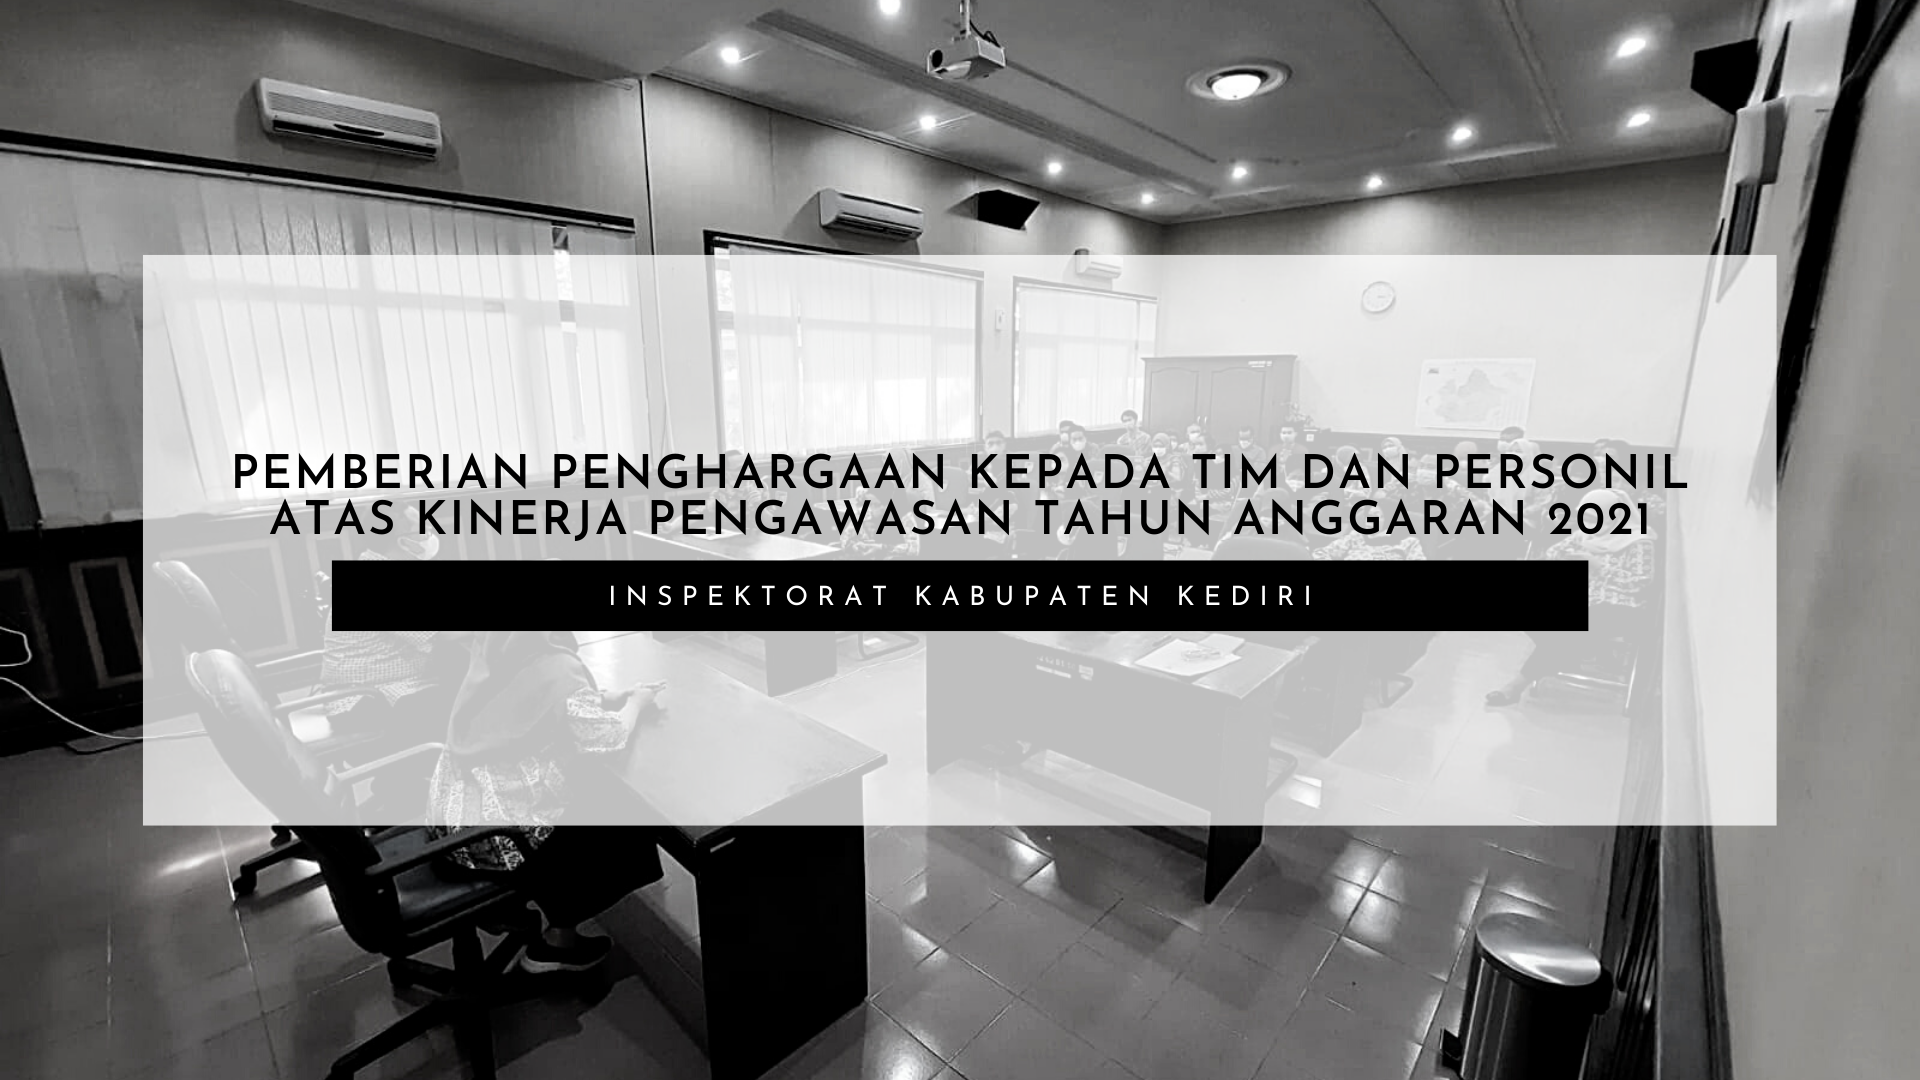 PEMBERIAN PENGHARGAAN KEPADA TIM DAN PERSONIL
ATAS KINERJA PENGAWASAN TAHUN ANGGARAN 2021
INSPEKTORAT KABUPATEN KEDIRI